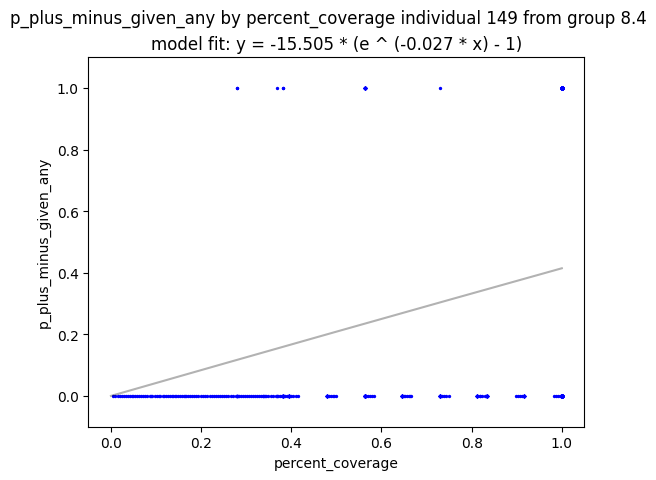 p_plus_minus_given_any by percent_coverage individual 149 from group 8.4
model fit: y = -15.505 * (e ^ (-0.027 * x) - 1)
1.0
0.8
0.6
0.4
0.2
0.0
p_plus_minus_given_any
0.0 0.2 0.4 0.6 0.8 1.0
percent_coverage